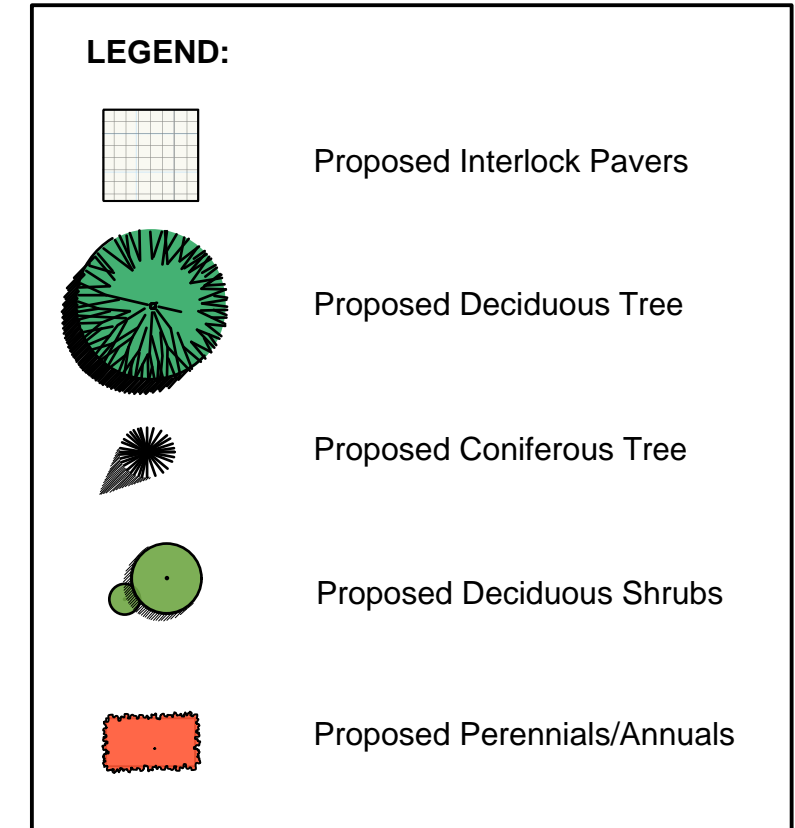 LEGEND:
Proposed Interlock Pavers
Proposed Deciduous Tree
Proposed Coniferous Tree
Proposed Deciduous Shrubs
Proposed Perennials/Annuals